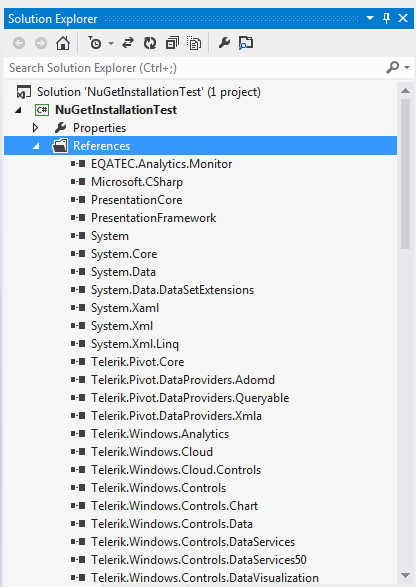 Solution Explorer
Search Solution Explorer (Ctrl+;)
Solution 'NuGetInstallationTest' (1 project)
C# NuGetInstallationTest
Properties
References
EQATEC.Analytics.Monitor
Microsoft.CSharp
PresentationCore
PresentationFramework
System
System.Core
System.Data
System.Data.DataSetExtensions
System.Xaml
System.Xml
System.Xml.Linq
Telerik.Pivot.Core
Telerik.Pivot.DataProviders.Adomd
Telerik.Pivot.DataProviders.Queryable
Telerik.Pivot.DataProviders.Xmla
Telerik.Windows.Analytics
Telerik.Windows.Cloud
Telerik.Windows.Cloud.Controls
Telerik.Windows.Controls
Telerik.Windows.Controls.Chart
Telerik.Windows.Controls.Data
Telerik.Windows.Controls.DataServices
Telerik.Windows.Controls.DataServices50
Telerik.Windows.Controls.DataVisualization